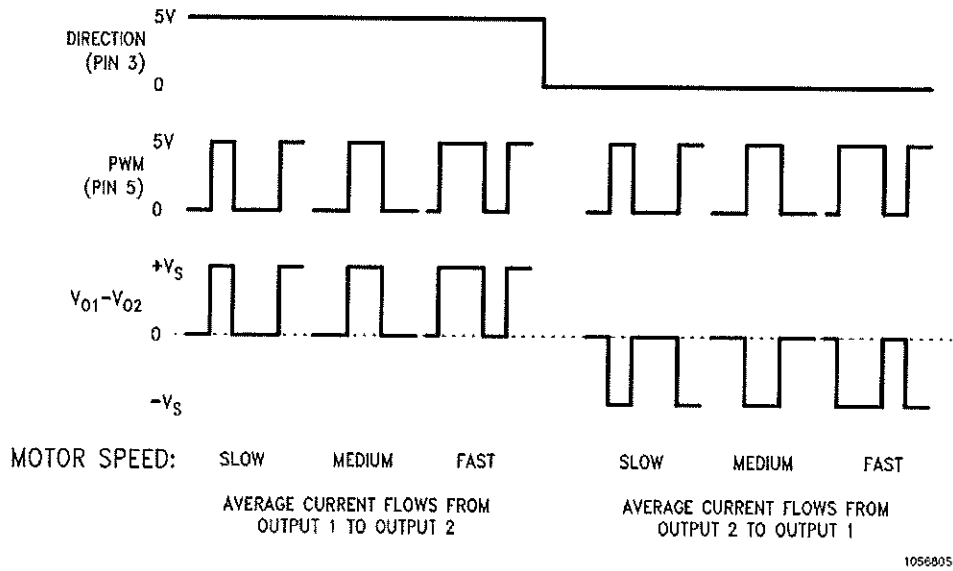 5V
DIRECTION
(PIN 3)
0
5V
PWM
(PIN 5)
0
+VS
VO1-VO2
0
-VS
MOTOR SPEED: SLOW MEDIUM FAST SLOW MEDIUM FAST
AVERAGE CURRENT FLOWS FROM
OUTPUT 1 TO OUTPUT 2
AVERAGE CURRENT FLOWS FROM
OUTPUT 2 TO OUTPUT 1
1056805